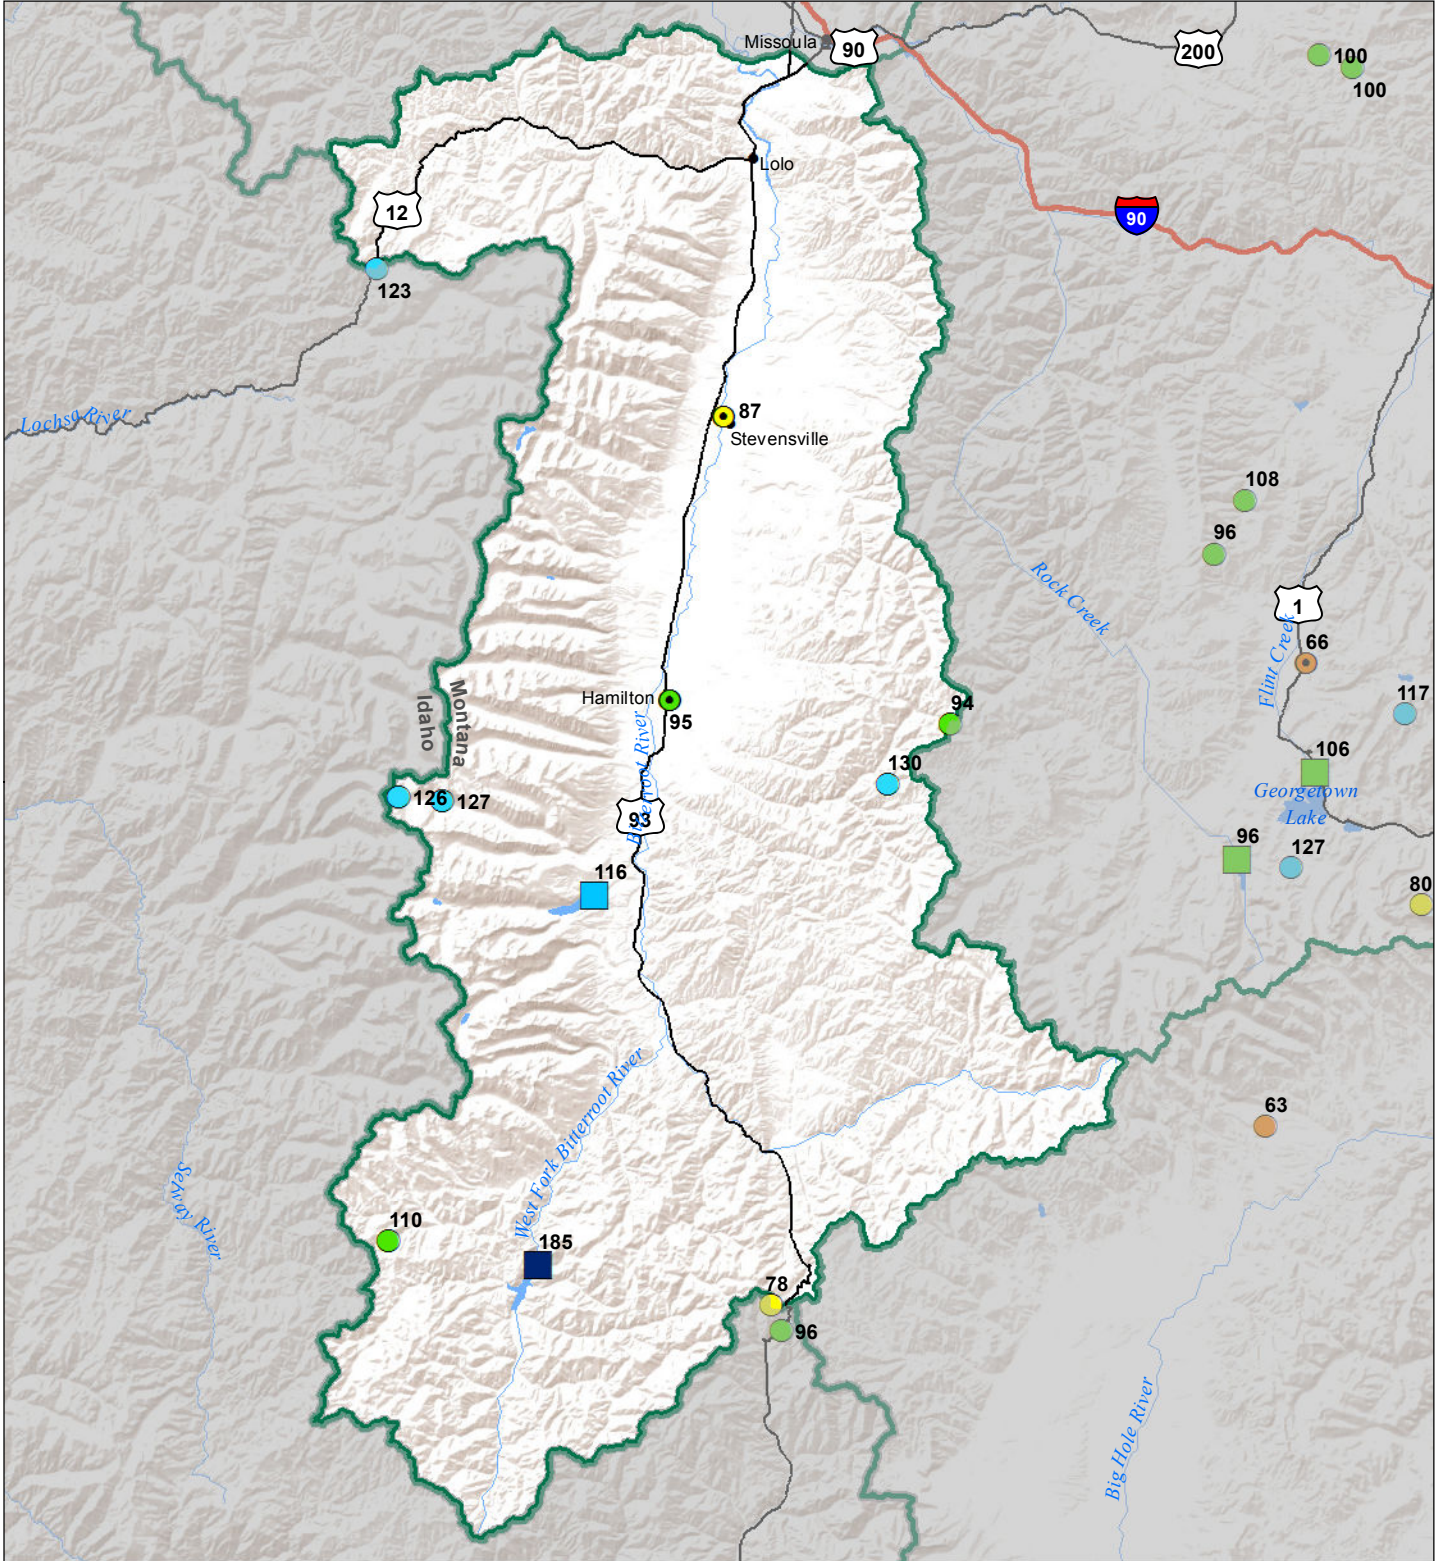 Missoula
90
200
100
100
Lolo
12
90
123
Lochsa River
87
Stevensville
108
96
Rock Creek
1
Flint Creek
66
Montana
Idaho
Hamilton
95
94
117
Bitterroot River
106
130
Georgetown
Lake
126
127
93
96
127
116
80
West Fork Bitterroot River
63
Selway River
110
185
78
96
Big Hole River